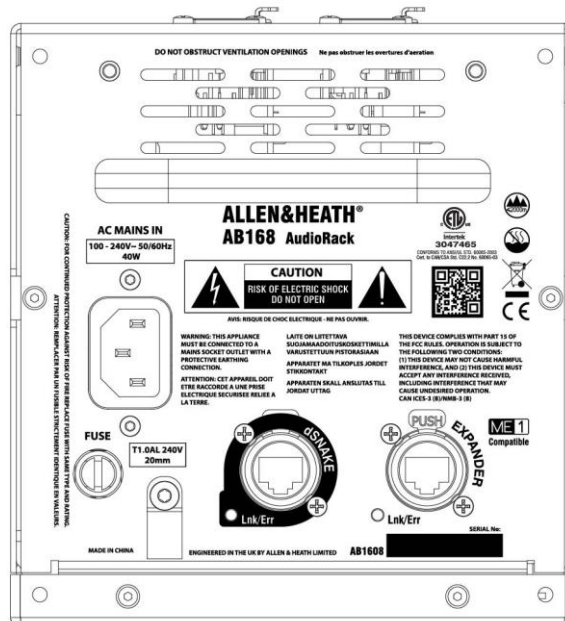 DO NOT OBSTRUCT VENTILATION OPENINGS Ne pas obstruer les overtures d'aeration
ALLEN&HEATH®
AB168 AudioRack
AC MAINS IN
100 - 240V~ 50/60Hz
40W
CAUTION
RISK OF ELECTRIC SHOCK
DO NOT OPEN
AVIS: RISQUE DE CHOC ELECTRIQUE - NE PAS OUVRIR.
ETL
Intertek
3047465
CONFORMS TO ANSI/UL STD. 60065-2003
Cert. to CAN/CSA Std. C22.2 No. 60065-03
≤2000m
CE
CAUTION: FOR CONTINUED PROTECTION AGAINST RISK OF FIRE REPLACE FUSE WITH SAME TYPE AND RATING.
ATTENTION: REMPLACER PAR UN FUSIBLE STRICTEMENT IDENTIQUE EN VALEURS.
WARNING: THIS APPLIANCE
MUST BE CONNECTED TO A
MAINS SOCKET OUTLET WITH A
PROTECTIVE EARTHING
CONNECTION.
ATTENTION: CET APPAREIL DOIT
ETRE RACCORDE A UNE PRISE
ELECTRIQUE SECURISEE RELIEE A
LA TERRE.
LAITE ON LIITETTAVA
SUOJAMAADOITUSKOSKETTIMILLA
VARUSTETTUUN PISTORASIAAN
APPARATET MA TILKOPLES JORDET
STIKKONTAKT
APPARATEN SKALL ANSLUTAS TILL
JORDAT UTTAG
THIS DEVICE COMPLIES WITH PART 15 OF
THE FCC RULES. OPERATION IS SUBJECT TO
THE FOLLOWING TWO CONDITIONS:
(1) THIS DEVICE MAY NOT CAUSE HARMFUL
INTERFERENCE, AND (2) THIS DEVICE MUST
ACCEPT ANY INTERFERENCE RECEIVED,
INCLUDING INTERFERENCE THAT MAY
CAUSE UNDESIRED OPERATION.
CAN ICES-3 (B)/NMB-3 (B)
FUSE
T1.0AL 240V
20mm
dSNAKE
Lnk/Err
PUSH
EXPANDER
Lnk/Err
ME 1
Compatible
SERIAL No:
MADE IN CHINA
ENGINEERED IN THE UK BY ALLEN & HEATH LIMITED
AB1608